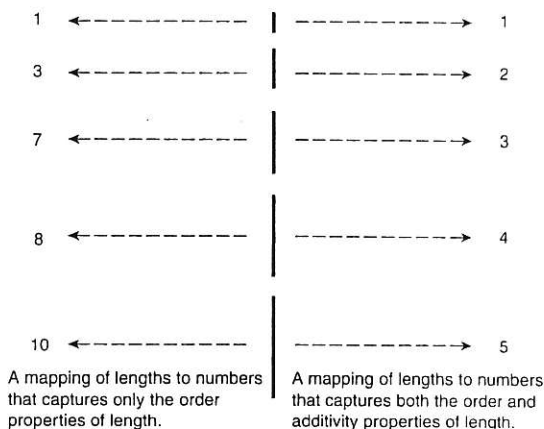 1 1
3 2
7 3
8 4
10 5
A mapping of lengths to numbers
that captures only the order
properties of length.
A mapping of lengths to numbers
that captures both the order and
additivity properties of length.